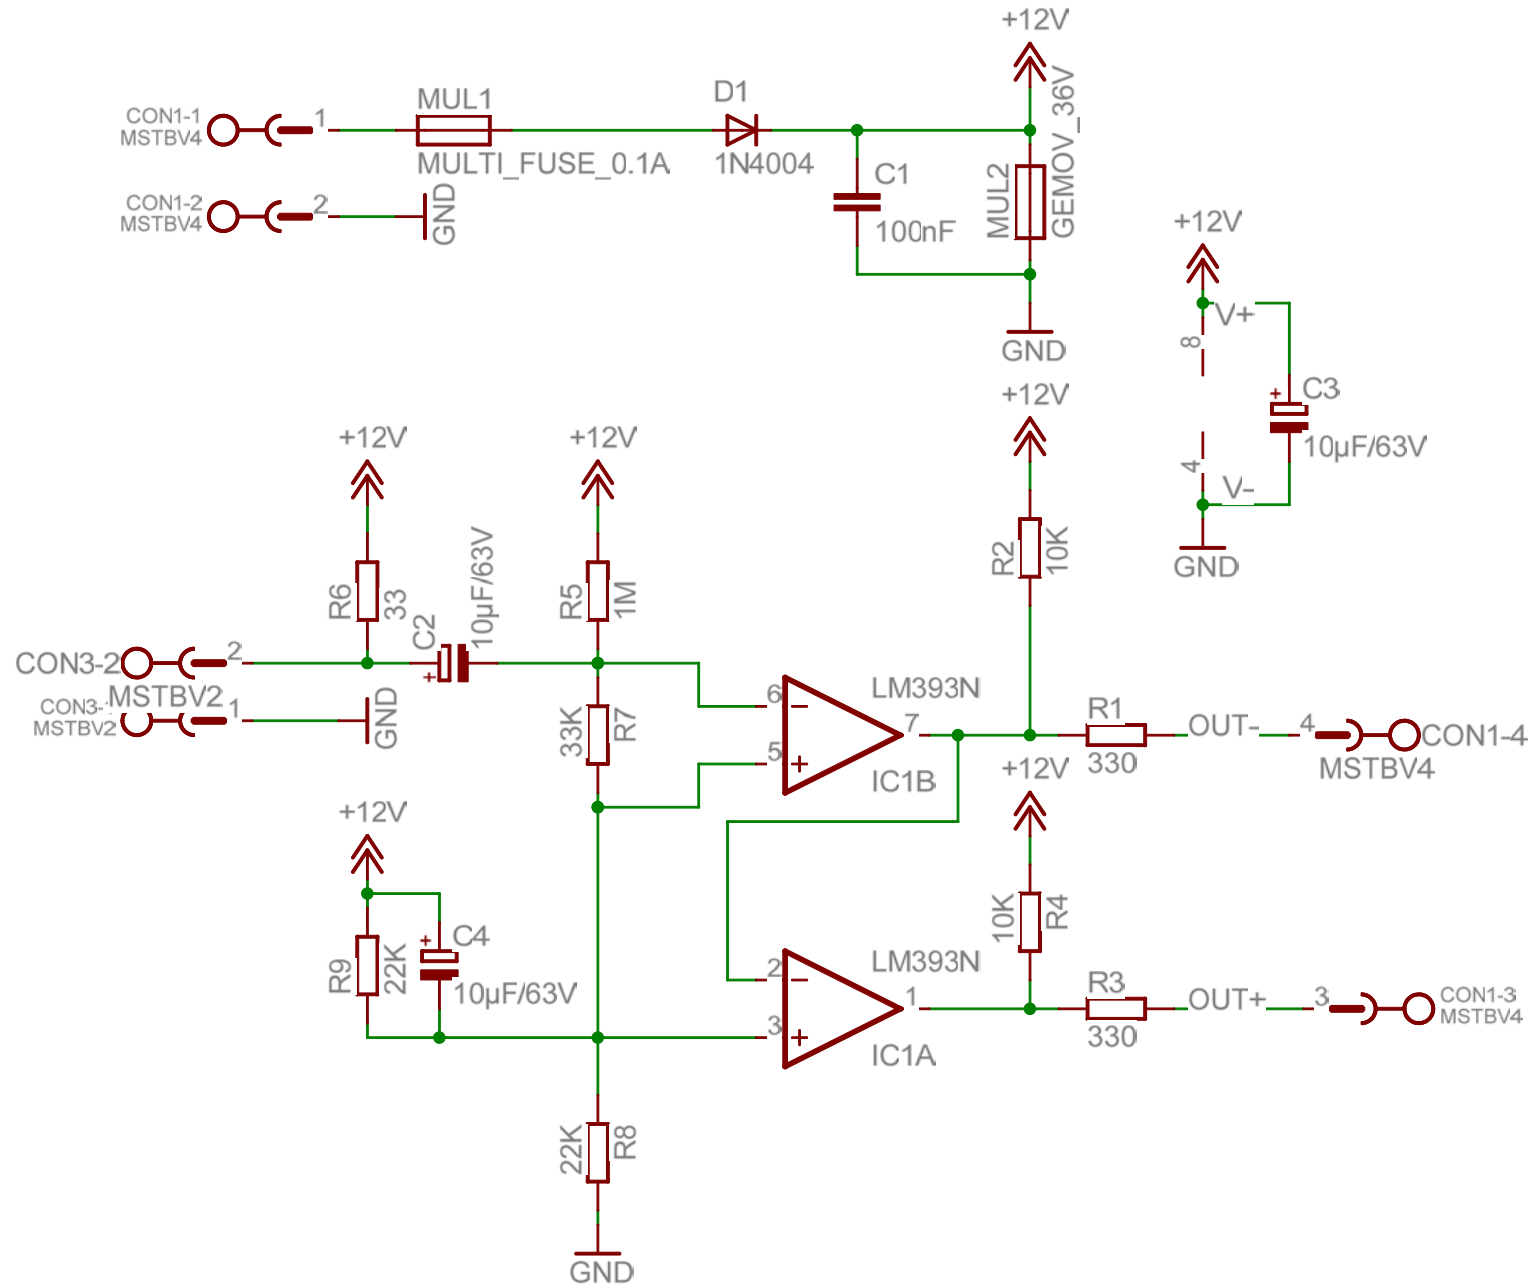 +12V
CON1-1
MSTBV4
1
MUL1
MULTI_FUSE_0.1A
D1
1N4004
C1
100nF
MUL2
GEMOV_36V
CON1-2
MSTBV4
2
GND
GND
+12V
V+
8
4
V-
C3
10µF/63V
GND
+12V
R2
10K
+12V
R6
33
C2
10µF/63V
+12V
R5
1M
CON3-2
MSTBV2
2
CON3-
MSTBV2
1
GND
33K
R7
6
5
7
LM393N
IC1B
R1
330
OUT-
4
CON1-4
MSTBV4
+12V
R9
22K
C4
10µF/63V
+12V
10K
R4
2
3
1
LM393N
IC1A
R3
330
OUT+
3
CON1-3
MSTBV4
22K
R8
GND